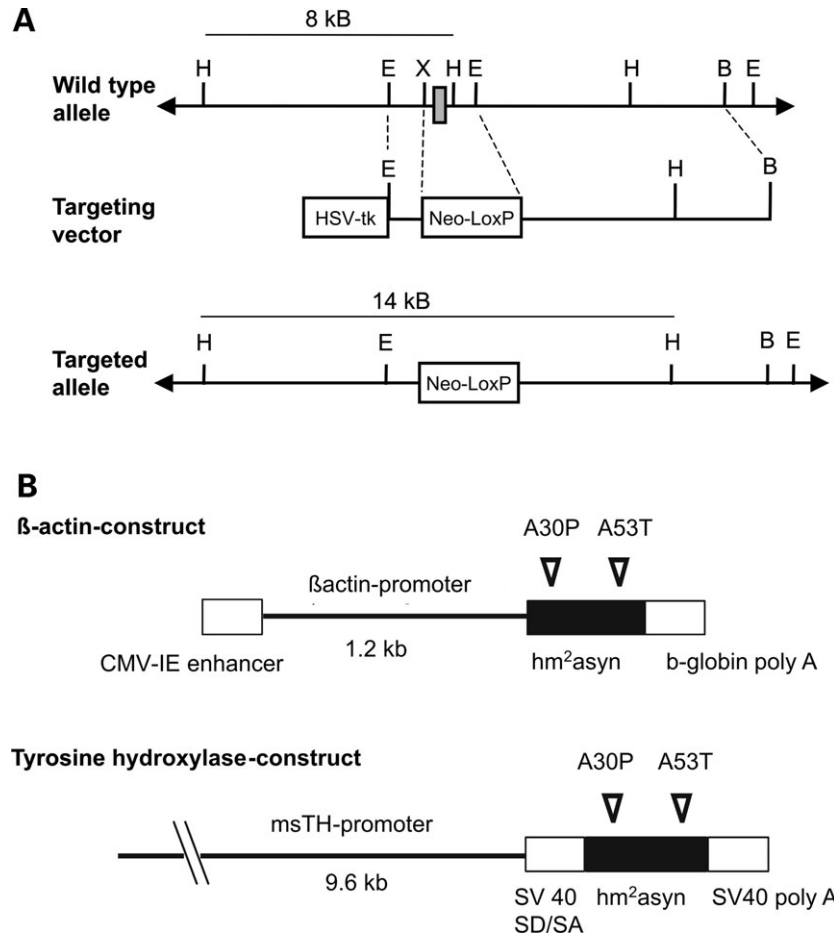 A
8 kB
H E X H E H B E
Wild type
allele
E H B
HSV-tk Neo-LoxP
Targeting
vector
14 kB
H E H B E
Targeted
allele
Neo-LoxP
B
ß-actin-construct
A30P A53T
ßactin-promoter
1.2 kb
CMV-IE enhancer hm²asyn b-globin poly A
Tyrosine hydroxylase-construct
A30P A53T
msTH-promoter
9.6 kb
SV 40 hm²asyn SV40 poly A
SD/SA